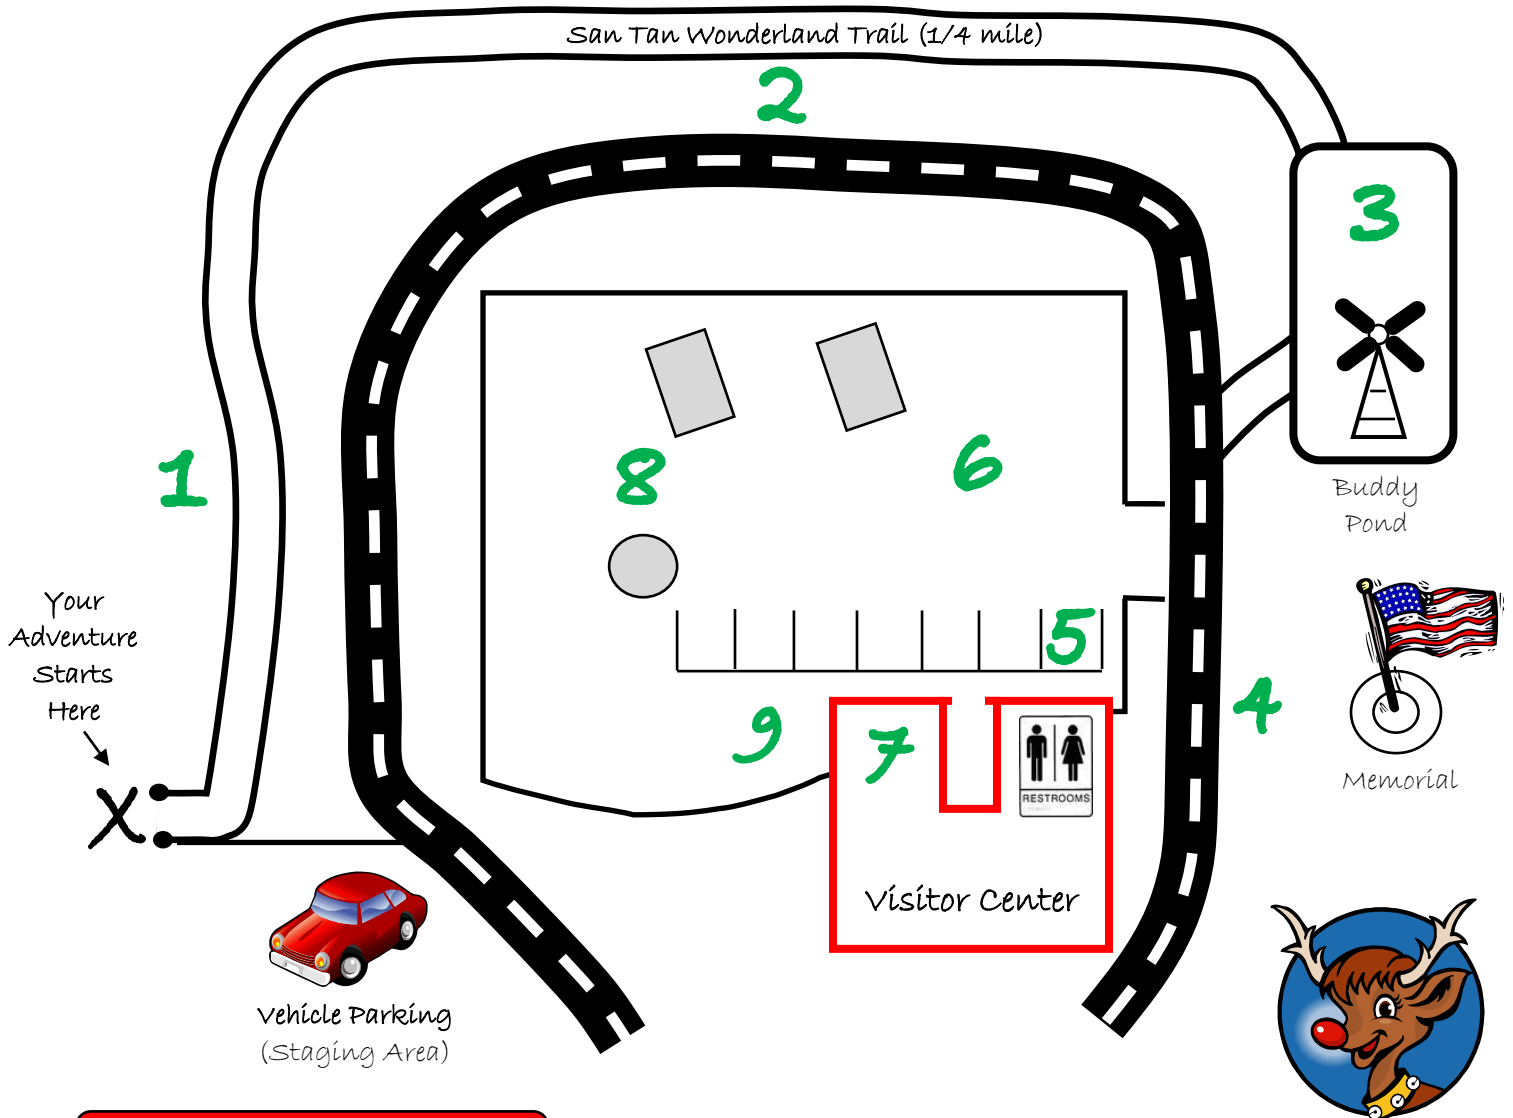 San Tan Wonderland Trail (1/4 mile)
2
3
1
8
6
Buddy
Pond
Your
Adventure
Starts
Here
5
4
9
7
X
RESTROOMS
Memorial
Visitor Center
Vehicle Parking
(Staging Area)